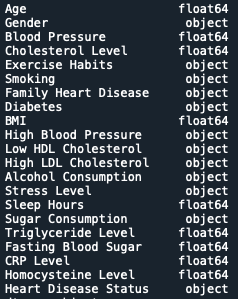 Age float64
Gender object
Blood Pressure float64
Cholesterol Level float64
Exercise Habits object
Smoking object
Family Heart Disease object
Diabetes object
BMI float64
High Blood Pressure object
Low HDL Cholesterol object
High LDL Cholesterol object
Alcohol Consumption object
Stress Level object
Sleep Hours float64
Sugar Consumption object
Triglyceride Level float64
Fasting Blood Sugar float64
CRP Level float64
Homocysteine Level float64
Heart Disease Status object